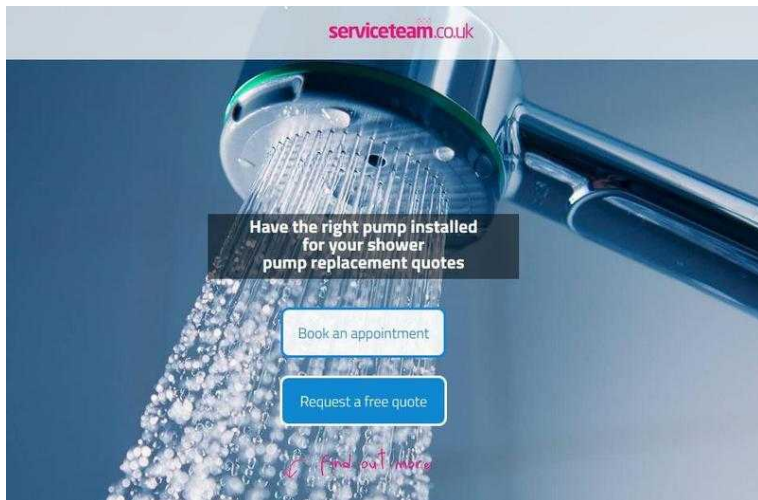 serviceteam.co.uk
Have the right pump installed
for your shower
pump replacement quotes
Book an appointment
Request a free quote
find out more